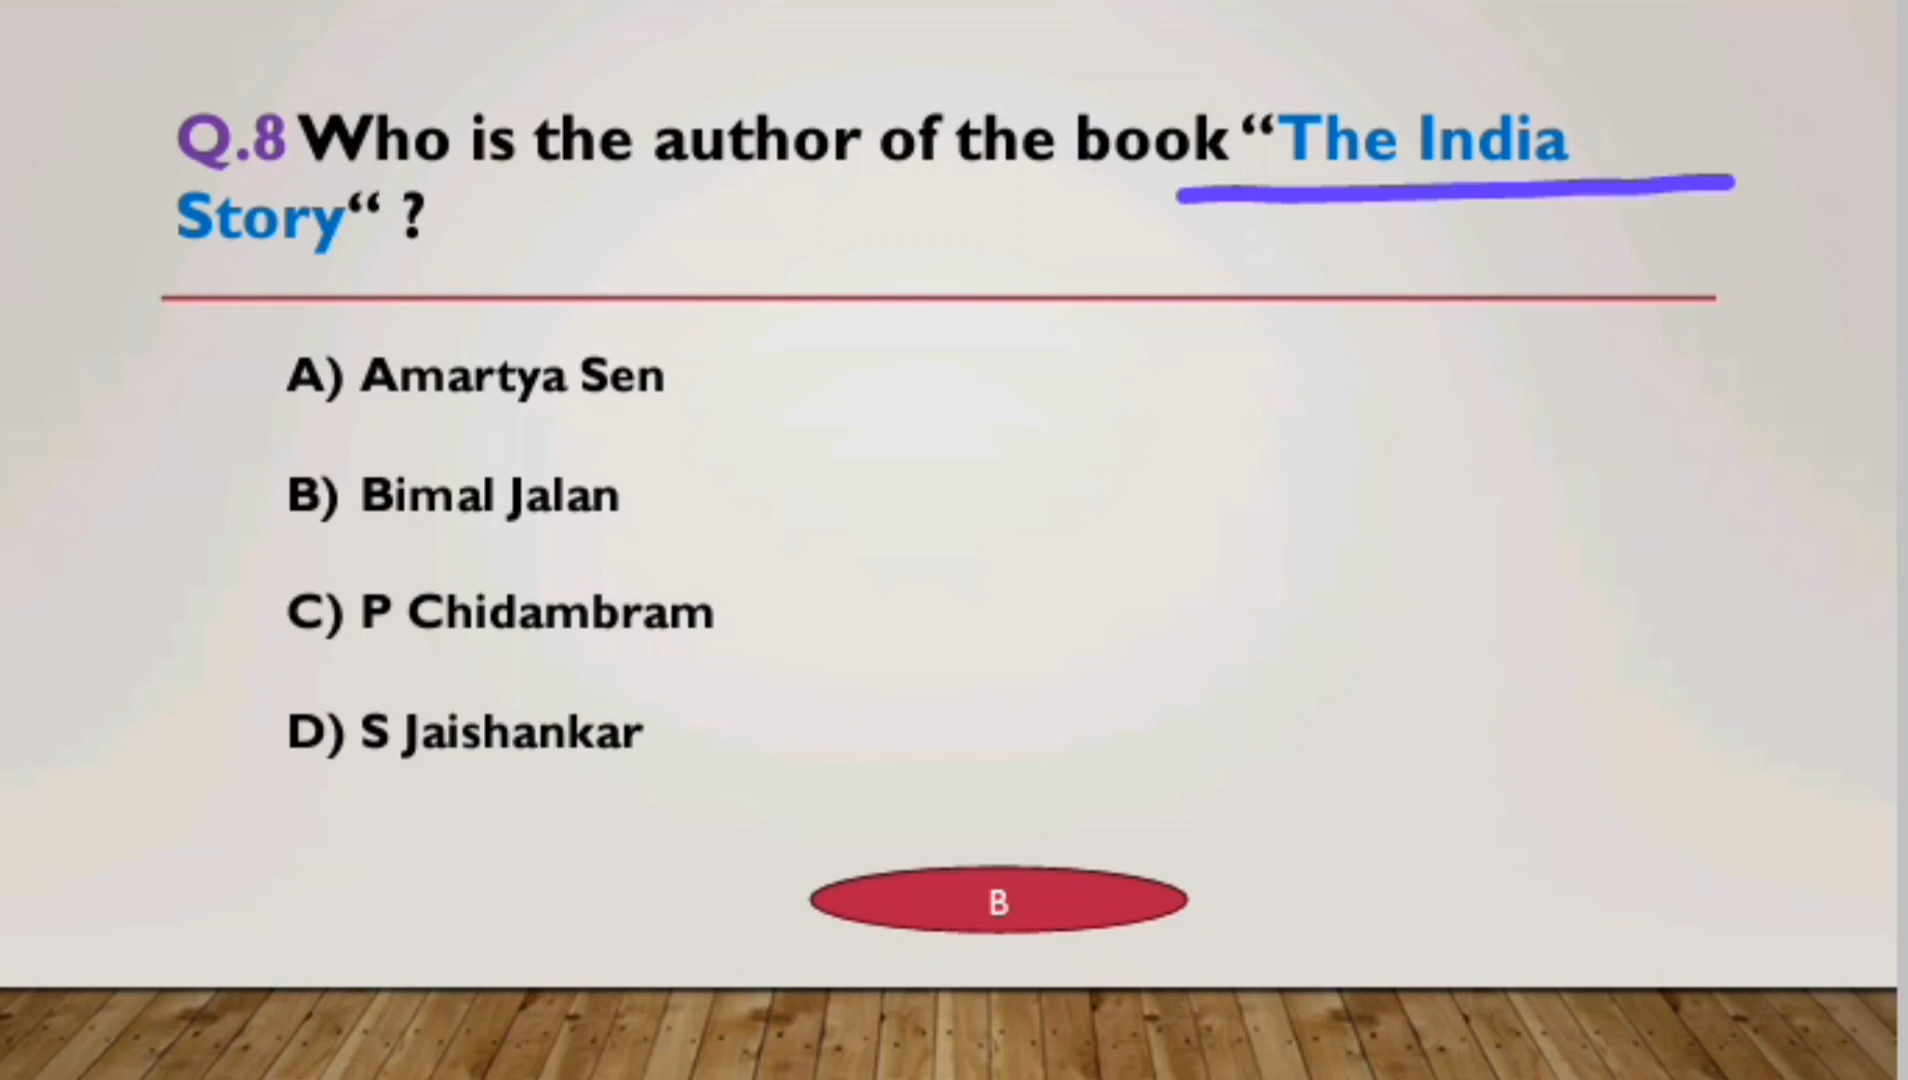 Q.8 Who is the author of the book “The India
Story“ ?
A) Amartya Sen
B) Bimal Jalan
C) P Chidambram
D) S Jaishankar
B